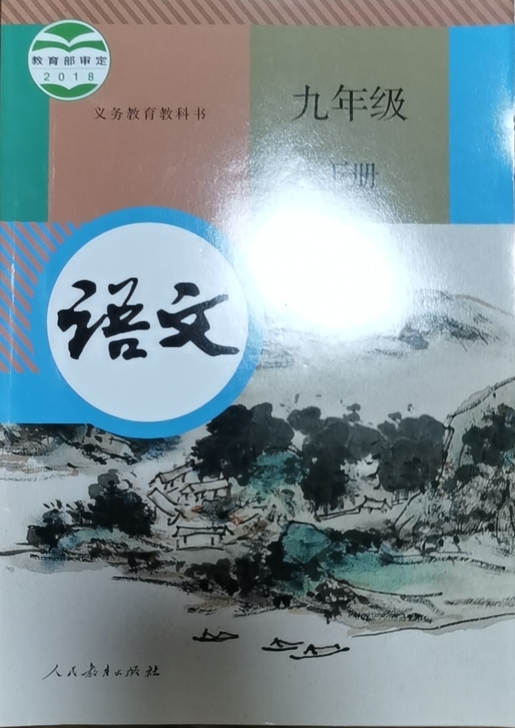 教育部审定
2018
义务教育教科书
九年级
下册
语文
人民教育出版社